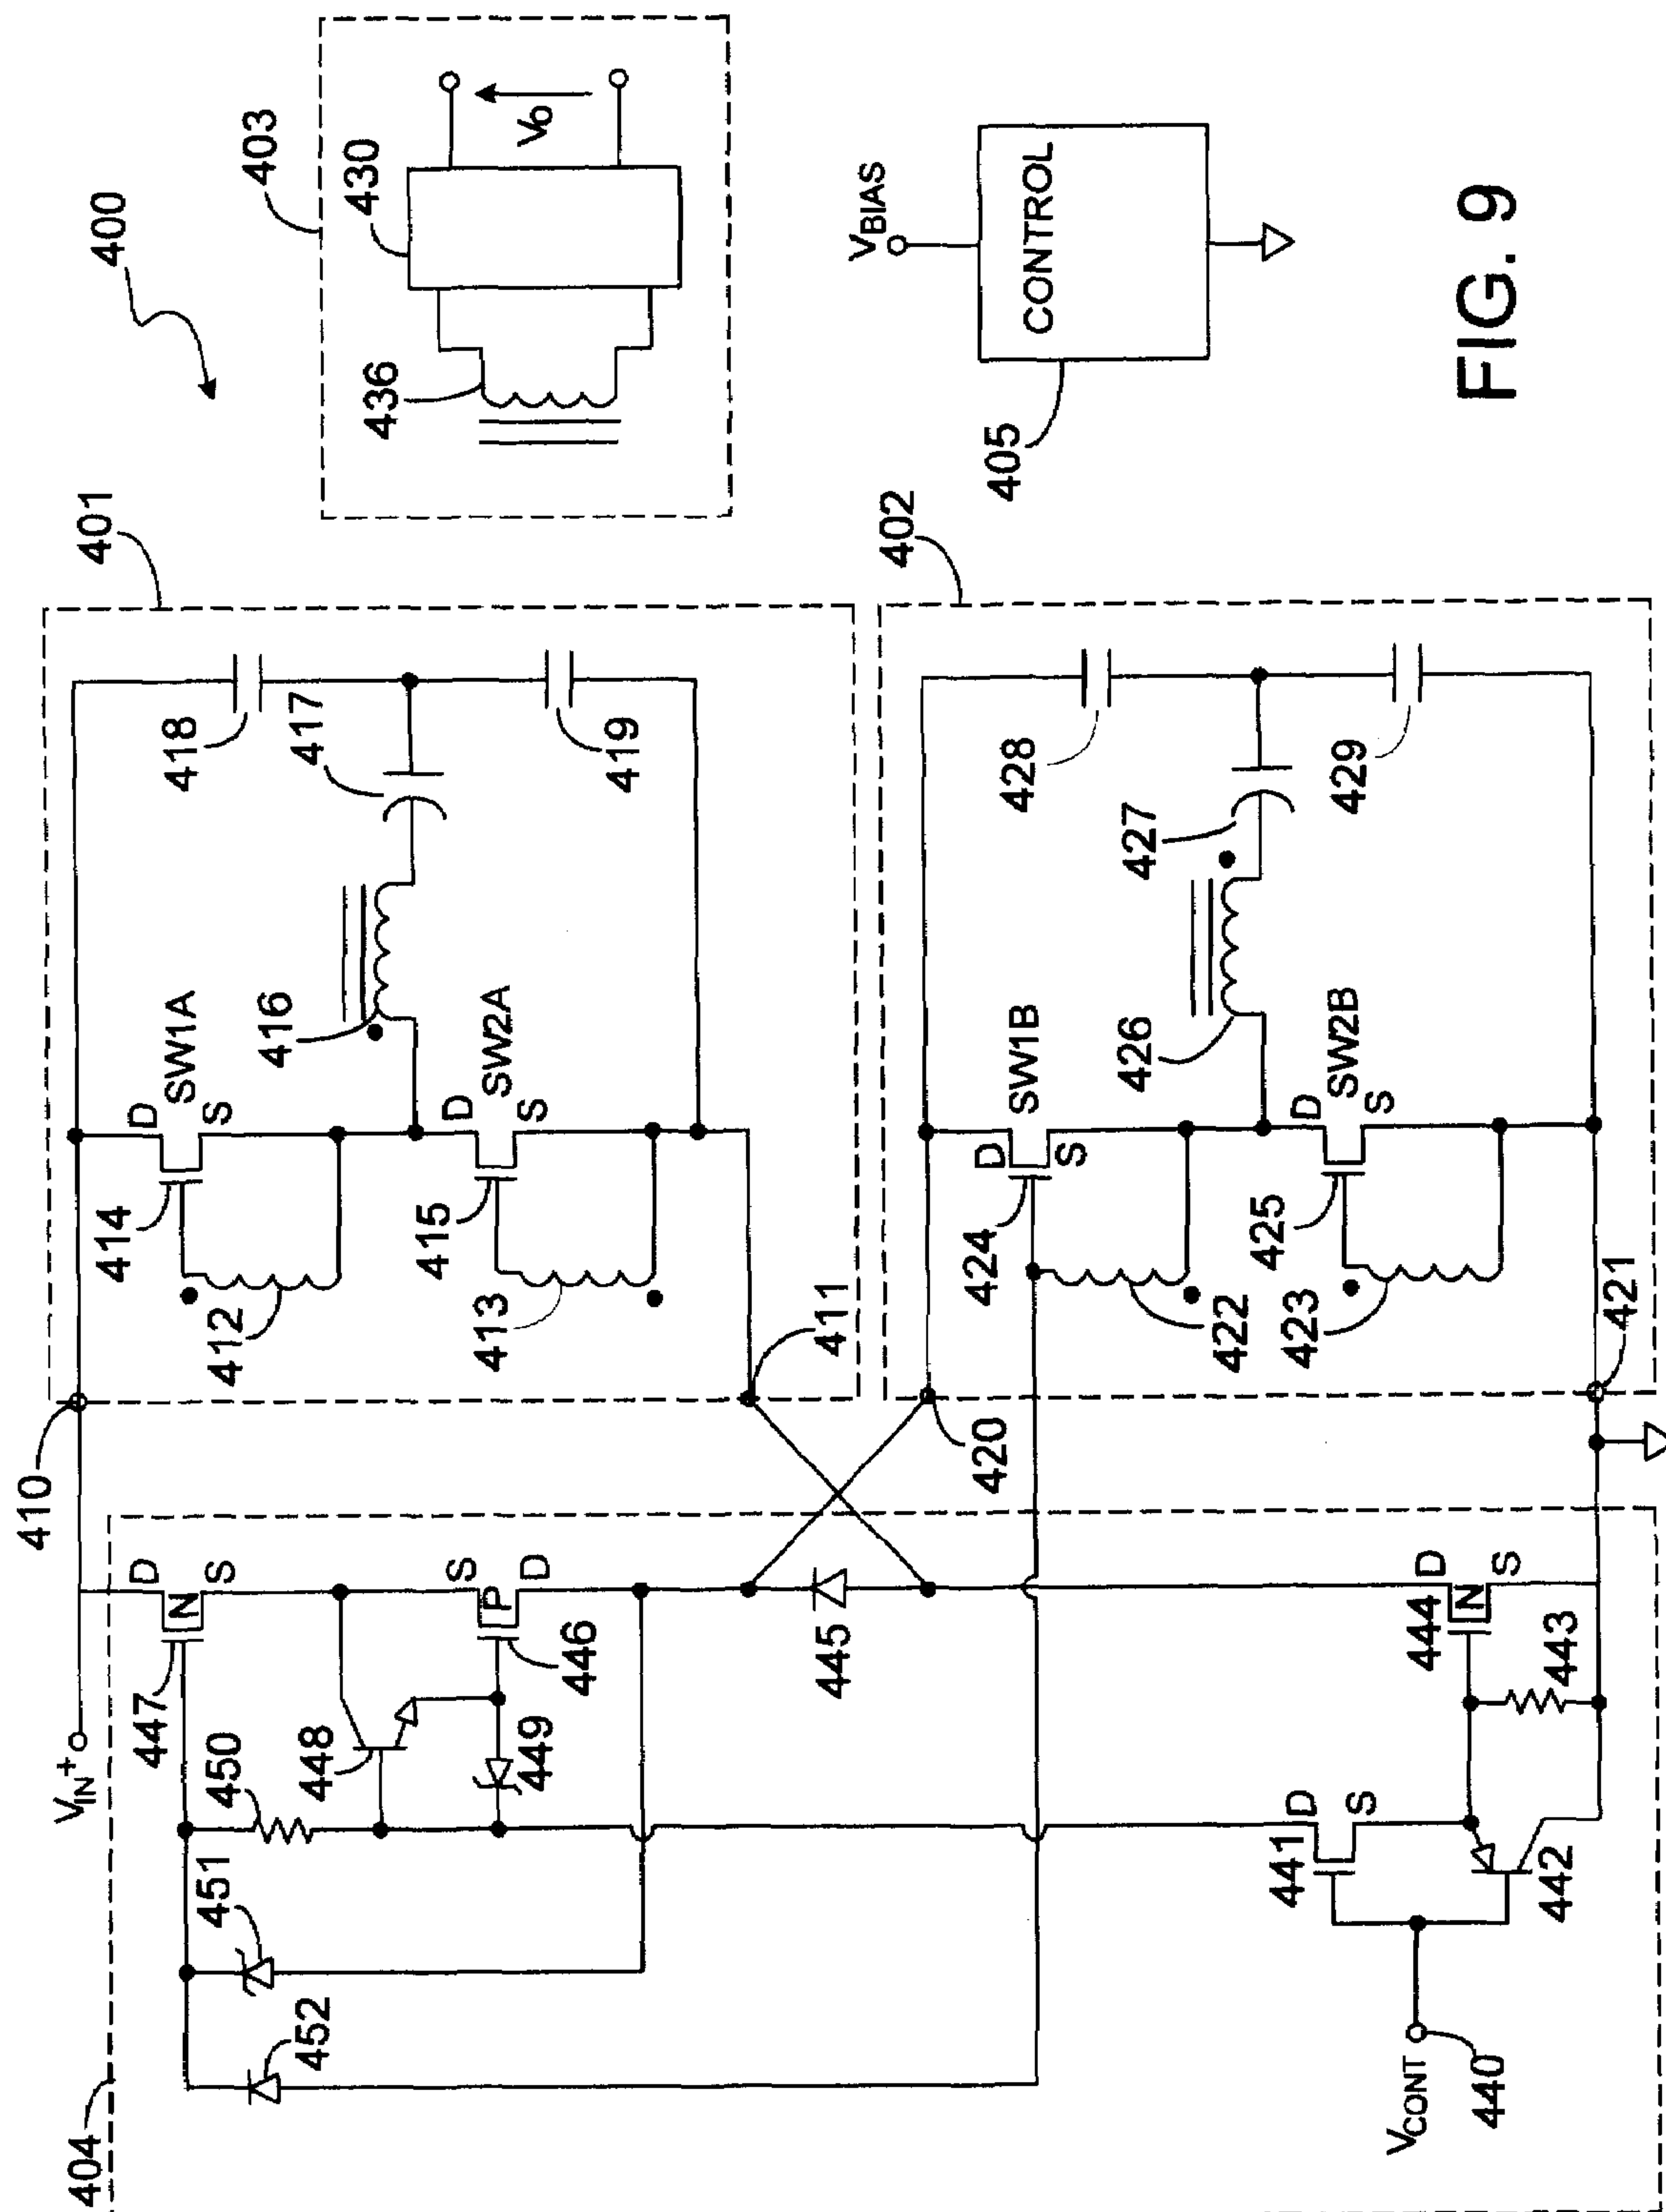 400
403
430
436
Vo
VBIAS
CONTROL
405
FIG. 9
401
SW1A
D
S
414
412
416
418
417
419
SW2A
D
S
415
413
410
411
402
SW1B
D
S
424
422
426
427
428
429
SW2B
D
S
425
423
420
421
404
VIN+
D
N
S
447
450
448
S
P
D
446
449
451
452
445
D
N
S
444
443
D
S
441
442
VCONT
440